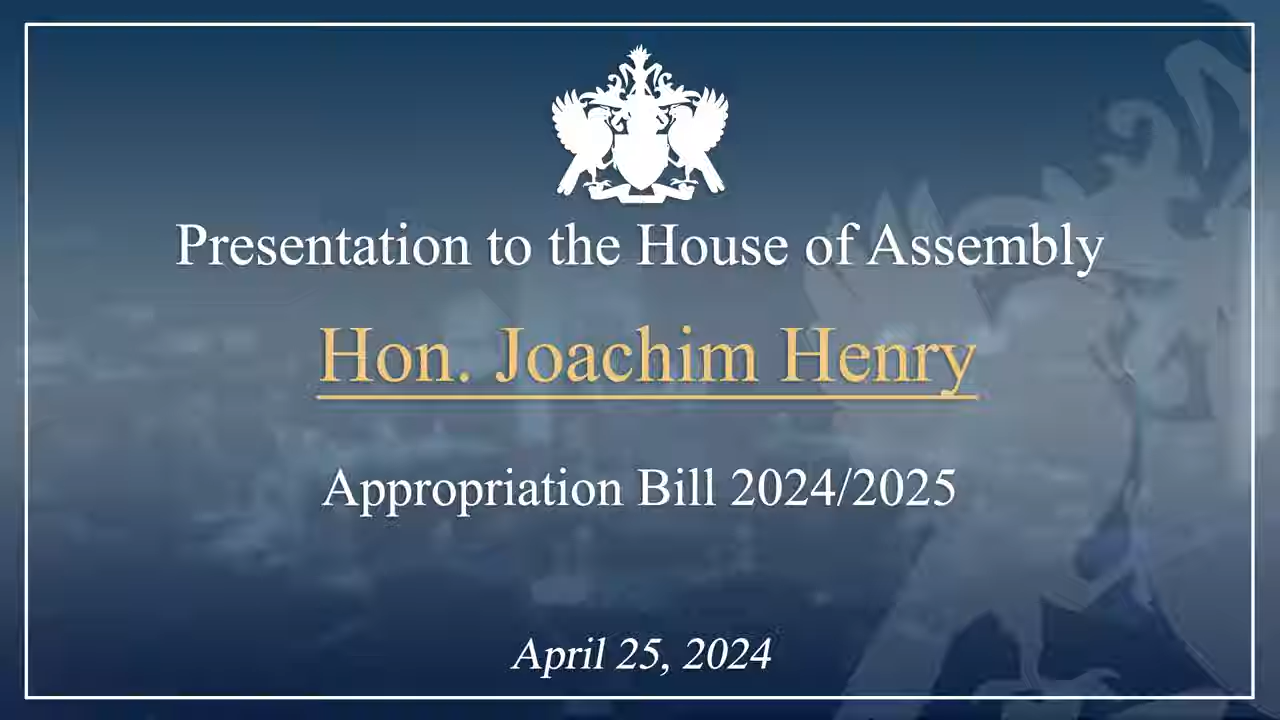 Presentation to the House of Assembly
Hon. Joachim Henry
Appropriation Bill 2024/2025
April 25, 2024